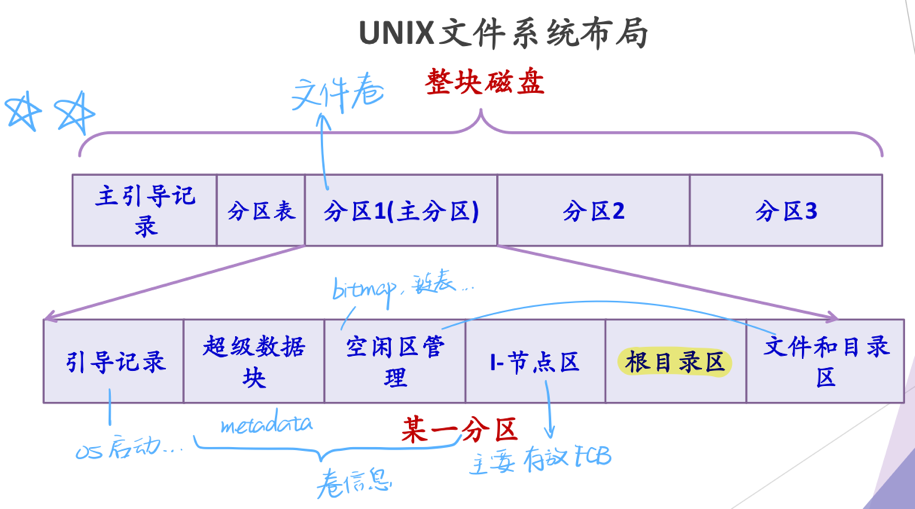 UNIX文件系统布局
整块磁盘
文件卷
主引导记
录
分区表
分区1(主分区)
分区2
分区3
bitmap, 链表...
引导记录
超级数据
块
空闲区管
理
I-节点区
根目录区
文件和目录
区
OS启动...
metadata
某一分区
卷信息
主要存放FCB